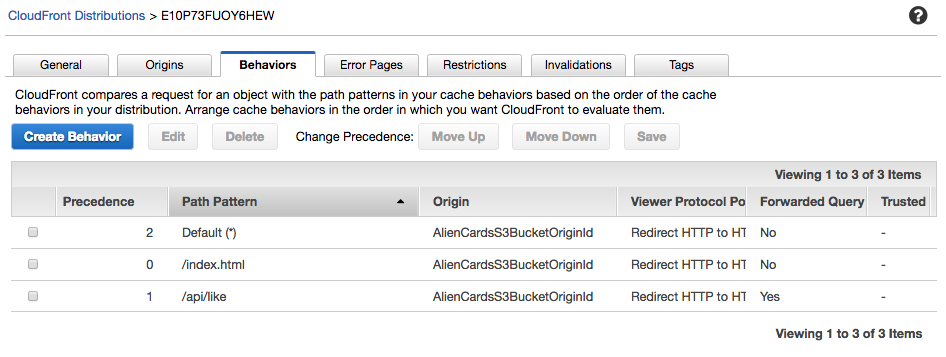 CloudFront Distributions > E10P73FUOY6HEW ?
General Origins Behaviors Error Pages Restrictions Invalidations Tags
CloudFront compares a request for an object with the path patterns in your cache behaviors based on the order of the cache
behaviors in your distribution. Arrange cache behaviors in the order in which you want CloudFront to evaluate them.
Create Behavior Edit Delete Change Precedence: Move Up Move Down Save
Viewing 1 to 3 of 3 Items
Precedence Path Pattern Origin Viewer Protocol Po Forwarded Query Trusted
2 Default (*) AlienCardsS3BucketOriginId Redirect HTTP to HT No -
0 /index.html AlienCardsS3BucketOriginId Redirect HTTP to HT No -
1 /api/like AlienCardsS3BucketOriginId Redirect HTTP to HT Yes -
Viewing 1 to 3 of 3 Items